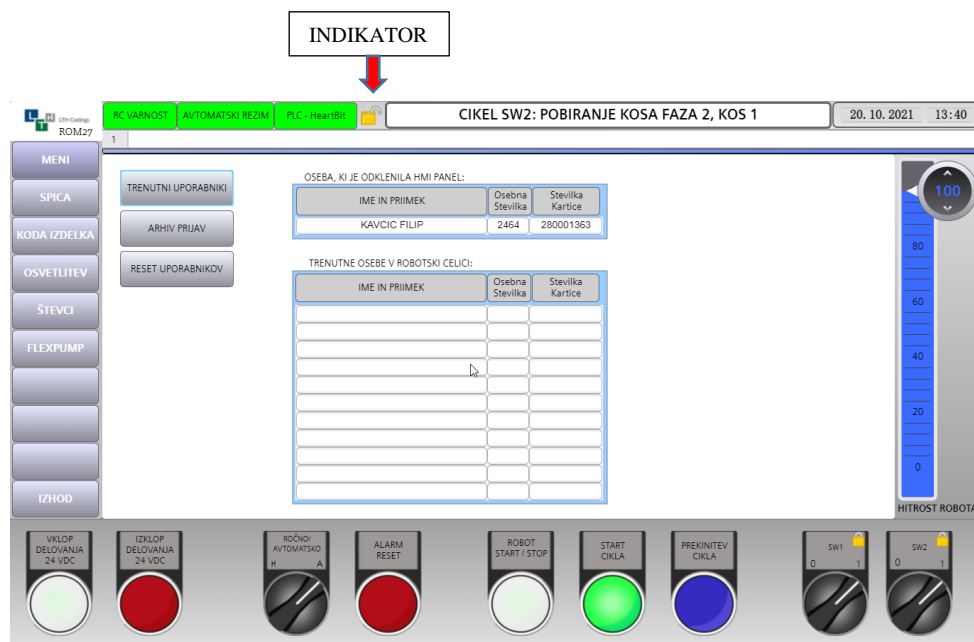 INDIKATOR
LTH Castings
ROM27
RC VARNOST
AVTOMATSKI REZIM
PLC - HeartBit
CIKEL SW2: POBIRANJE KOSA FAZA 2, KOS 1
20. 10. 2021 13:40
1
MENI
SPICA
KODA IZDELKA
OSVETLITEV
ŠTEVCI
FLEXPUMP
IZHOD
TRENUTNI UPORABNIKI
ARHIV PRIJAV
RESET UPORABNIKOV
OSEBA, KI JE ODKLENILA HMI PANEL:
IME IN PRIIMEK
Osebna
Stevilka
Stevilka
Kartice
KAVCIC FILIP 2464 280001363
TRENUTNE OSEBE V ROBOTSKI CELICI:
IME IN PRIIMEK
Osebna
Stevilka
Stevilka
Kartice
100
80
60
40
20
0
HITROST ROBOTA
VKLOP
DELOVANJA
24 VDC
IZKLOP
DELOVANJA
24 VDC
ROČNO/
AVTOMATSKO
R A
ALARM
RESET
ROBOT
START / STOP
START
CIKLA
PREKINITEV
CIKLA
SW1
0 1
SW2
0 1